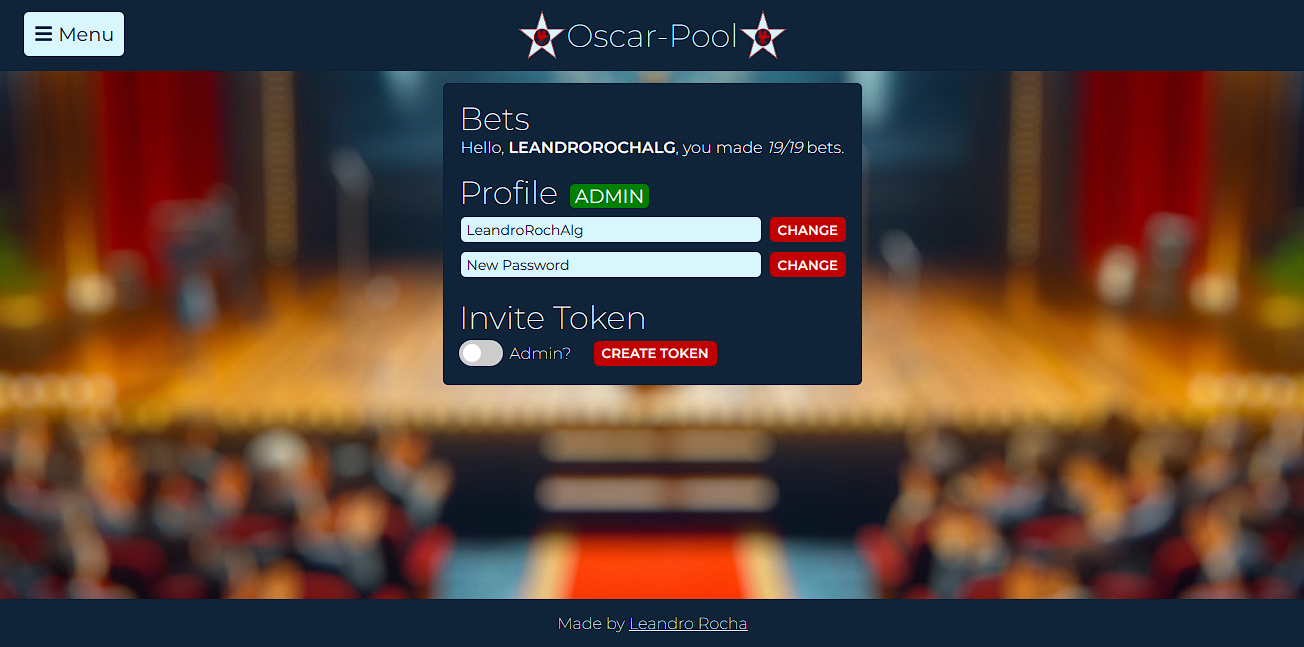 Menu
Oscar-Pool
Bets
Hello, LEANDROROCHALG, you made 19/19 bets.
Profile ADMIN
LeandroRochAlg CHANGE
New Password CHANGE
Invite Token
Admin? CREATE TOKEN
Made by Leandro Rocha